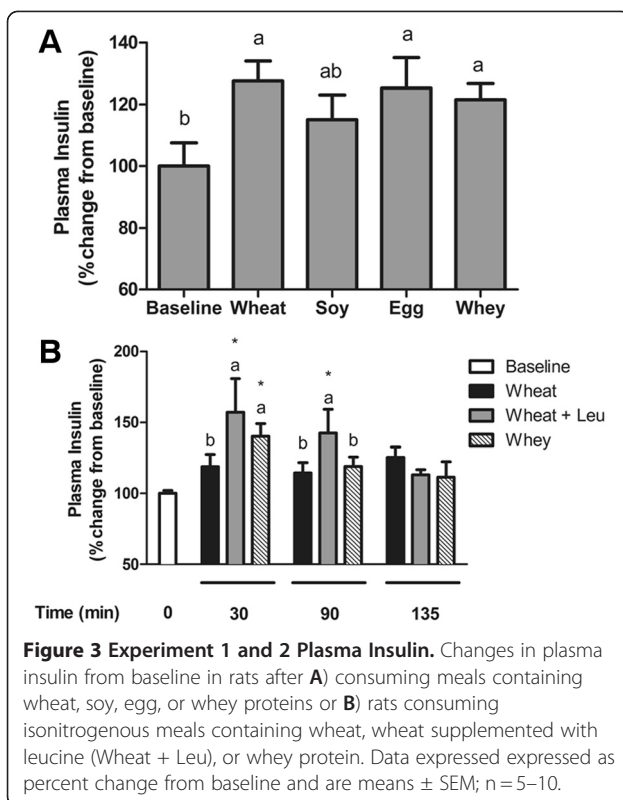 A
Plasma Insulin
(%change from baseline)
140
120
100
80
60
b
a
ab
a
a
Baseline Wheat Soy Egg Whey
B
Plasma Insulin
(%change from baseline)
200
150
100
50
* * *
b a a b a b
Baseline
Wheat
Wheat + Leu
Whey
Time (min) 0 30 90 135
Figure 3 Experiment 1 and 2 Plasma Insulin. Changes in plasma
insulin from baseline in rats after A) consuming meals containing
wheat, soy, egg, or whey proteins or B) rats consuming
isonitrogenous meals containing wheat, wheat supplemented with
leucine (Wheat + Leu), or whey protein. Data expressed expressed as
percent change from baseline and are means ± SEM; n = 5–10.